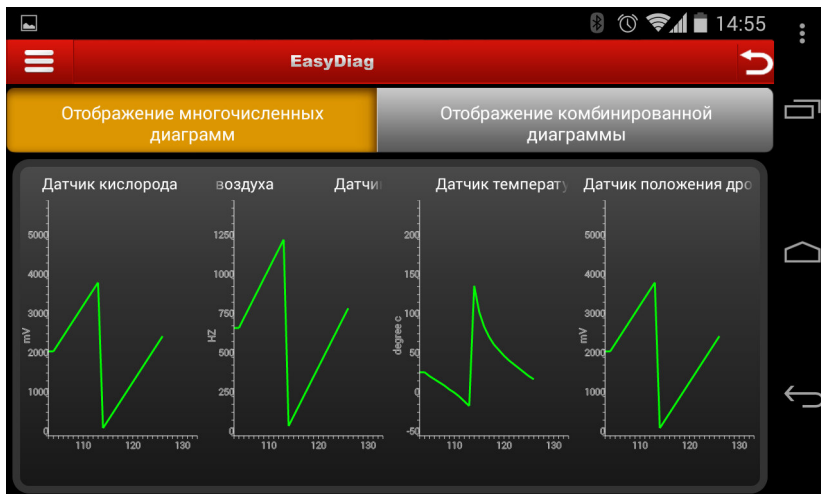 14:55
EasyDiag
Отображение многочисленных
диаграмм
Отображение комбинированной
диаграммы
Датчик кислорода
воздуха Датчи
Датчик температу
Датчик положения дро
5000
4000
3000
2000
1000
0
mV
110 120 130
1250
1000
750
500
250
0
HZ
110 120 130
200
150
100
50
0
-50
degree c
110 120 130
5000
4000
3000
2000
1000
0
mV
110 120 130